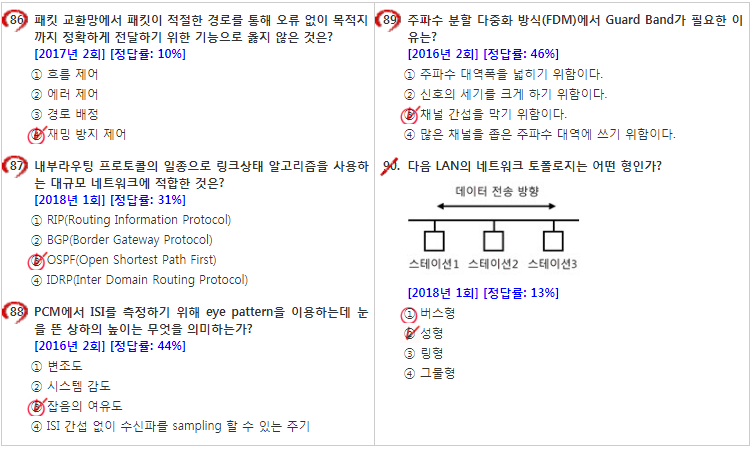 86. 패킷 교환망에서 패킷이 적절한 경로를 통해 오류 없이 목적지
까지 정확하게 전달하기 위한 기능으로 옳지 않은 것은?
[2017년 2회] [정답률: 10%]
① 흐름 제어
② 에러 제어
③ 경로 배정
④ 재밍 방지 제어
87. 내부라우팅 프로토콜의 일종으로 링크상태 알고리즘을 사용하
는 대규모 네트워크에 적합한 것은?
[2018년 1회] [정답률: 31%]
① RIP(Routing Information Protocol)
② BGP(Border Gateway Protocol)
③ OSPF(Open Shortest Path First)
④ IDRP(Inter Domain Routing Protocol)
88. PCM에서 ISI를 측정하기 위해 eye pattern을 이용하는데 눈
을 뜬 상하의 높이는 무엇을 의미하는가?
[2016년 2회] [정답률: 44%]
① 변조도
② 시스템 감도
③ 잡음의 여유도
④ ISI 간섭 없이 수신파를 sampling 할 수 있는 주기
89. 주파수 분할 다중화 방식(FDM)에서 Guard Band가 필요한 이
유는?
[2016년 2회] [정답률: 46%]
① 주파수 대역폭을 넓히기 위함이다.
② 신호의 세기를 크게 하기 위함이다.
③ 채널 간섭을 막기 위함이다.
④ 많은 채널을 좁은 주파수 대역에 쓰기 위함이다.
90. 다음 LAN의 네트워크 토폴로지는 어떤 형인가?
데이터 전송 방향
스테이션1 스테이션2 스테이션3
[2018년 1회] [정답률: 13%]
① 버스형
② 성형
③ 링형
④ 그물형